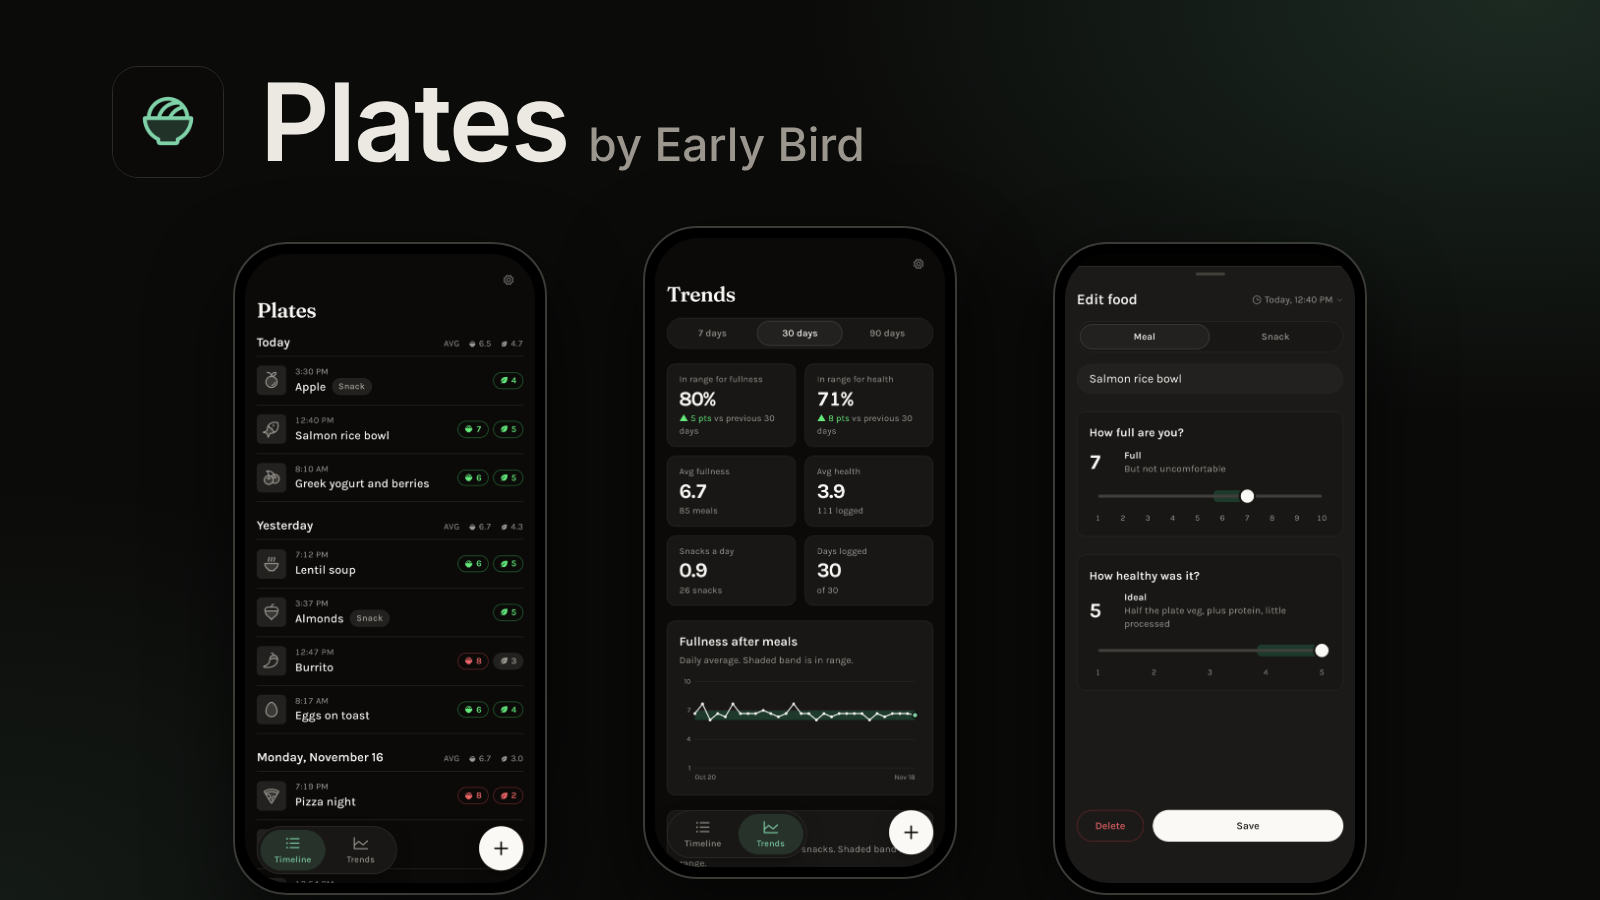 Plates by Early Bird
Plates
Today
AVG 6.5 4.7
3:30 PM
Apple Snack
4
12:40 PM
Salmon rice bowl
7 5
8:10 AM
Greek yogurt and berries
6 5
Yesterday
AVG 6.7 4.3
7:12 PM
Lentil soup
6 5
3:37 PM
Almonds Snack
5
12:47 PM
Burrito
8 3
8:17 AM
Eggs on toast
6 4
Monday, November 16
AVG 6.7 3.0
7:19 PM
Pizza night
8 2
Timeline
Trends
Trends
7 days
30 days
90 days
In range for fullness
80%
5 pts vs previous 30
days
In range for health
71%
8 pts vs previous 30
days
Avg fullness
6.7
85 meals
Avg health
3.9
111 logged
Snacks a day
0.9
26 snacks
Days logged
30
of 30
Fullness after meals
Daily average. Shaded band is in range.
10
7
4
1
Oct 20
Nov 18
snacks. Shaded band
range.
Timeline
Trends
Edit food
Today, 12:40 PM
Meal
Snack
Salmon rice bowl
How full are you?
7
Full
But not uncomfortable
1 2 3 4 5 6 7 8 9 10
How healthy was it?
5
Ideal
Half the plate veg, plus protein, little
processed
1 2 3 4 5
Delete
Save